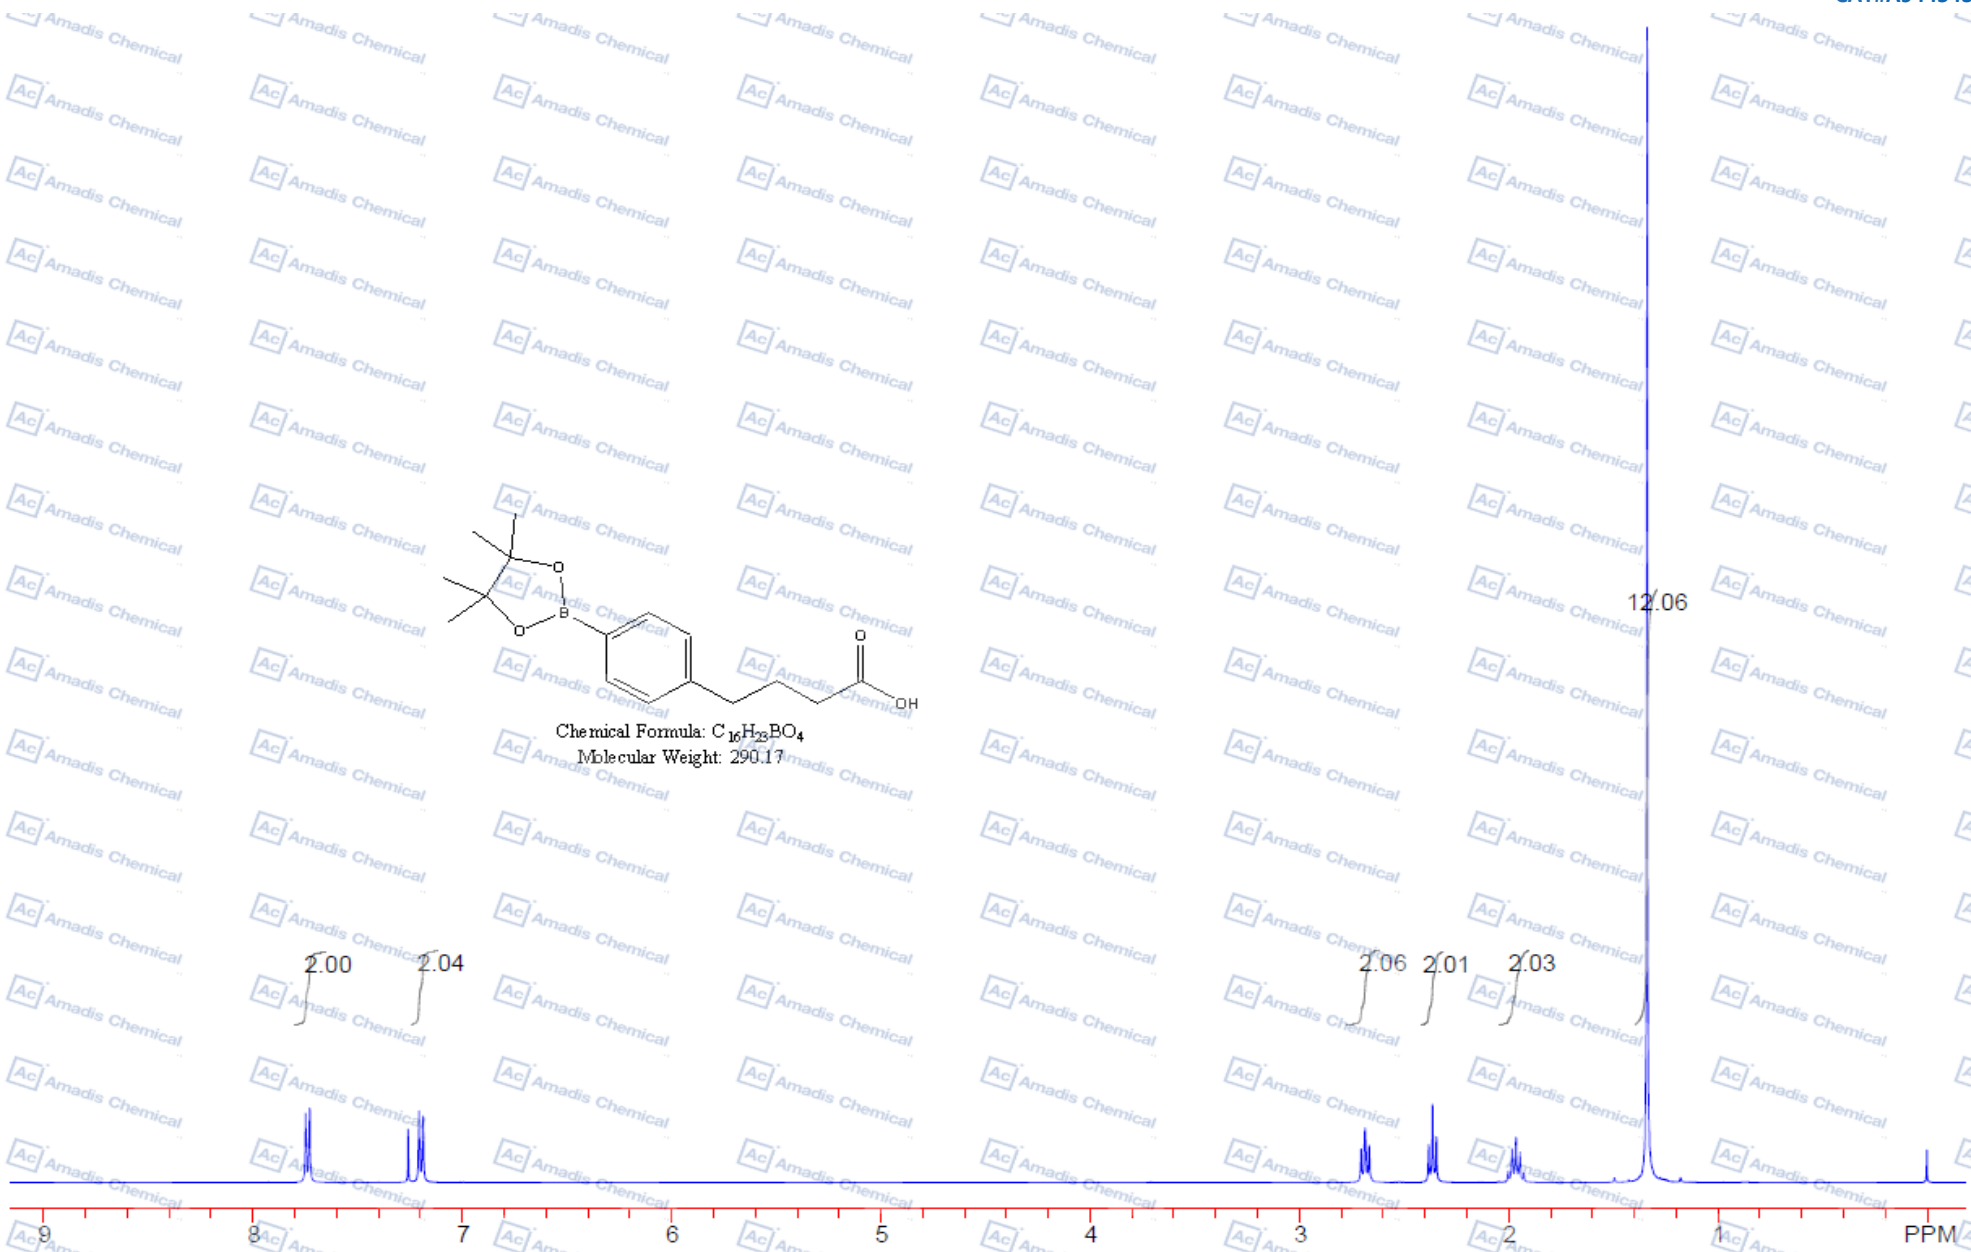 Ac Amadis Chemical
O
O
B
O
OH
Chemical Formula: C16H23BO4
Molecular Weight: 290.17
12.06
2.00 2.04 2.06 2.01 2.03
9 8 7 6 5 4 3 2 1 PPM